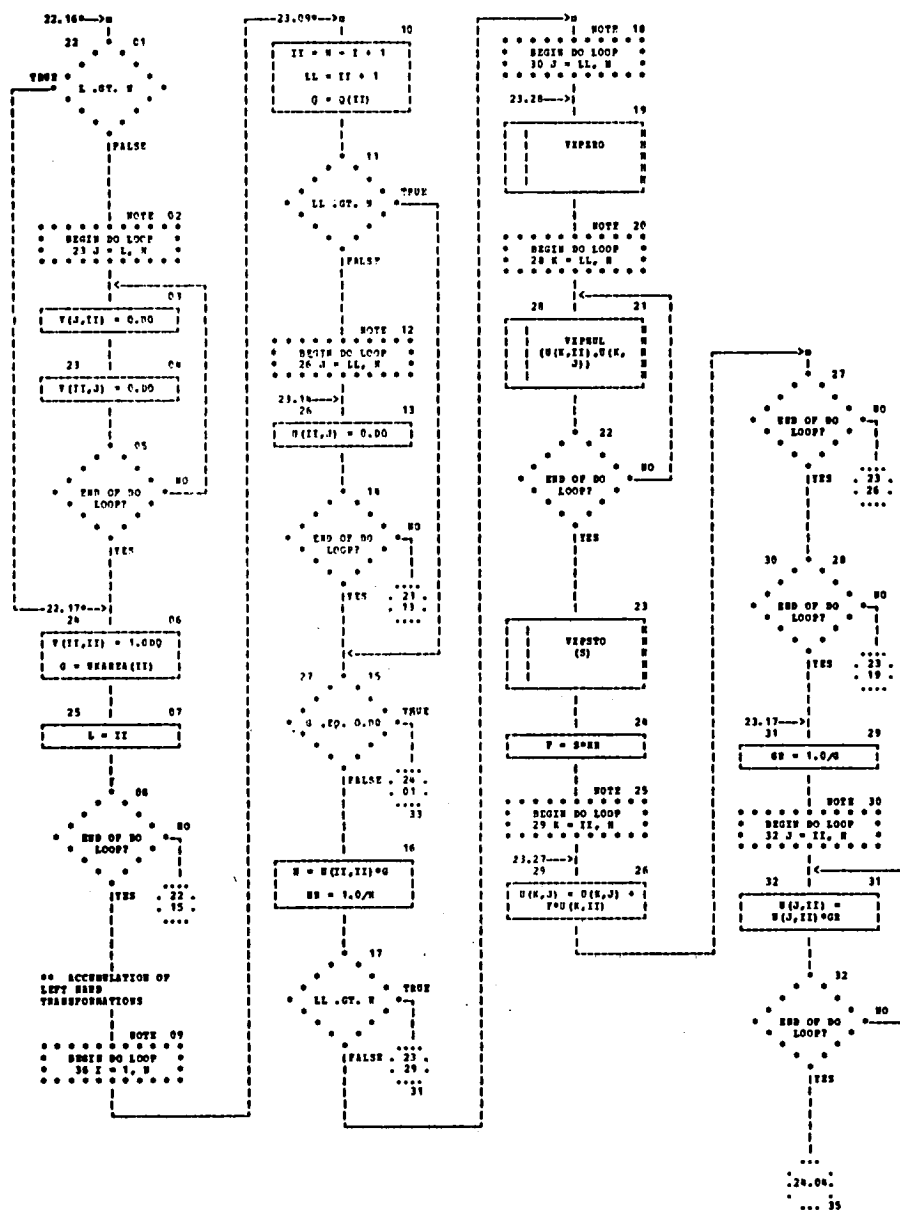 22.16*--->
22 01
L .GT. N
TRUE
FALSE
NOTE 02
BEGIN DO LOOP
23 J = L, N
03
V(J,II) = 0.D0
23 04
V(II,J) = 0.D0
05
END OF DO
LOOP?
NO
YES
22.17*-->
24 06
V(II,II) = 1.0D0
25 07
L = II
08
END OF DO
LOOP?
NO
YES
22
15
** ACCUMULATION OF
LEFT HAND
TRANSFORMATIONS
NOTE 09
BEGIN DO LOOP
36 I = 1, N
23.09*-->
10
II = N - I + 1
LL = II + 1
G = Q(II)
11
LL .GT. N
TRUE
FALSE
NOTE 12
BEGIN DO LOOP
26 J = LL, N
23.14--->
26 13
U(II,J) = 0.D0
14
END OF DO
LOOP?
NO
YES
13
27 15
G .EQ. 0.D0
TRUE
FALSE
24
01
33
16
H = U(II,II)*G
HR = 1.0/H
17
LL .GT. N
TRUE
FALSE
23
29
31
NOTE 18
BEGIN DO LOOP
30 J = LL, N
23.28--->
19
VIPZRO
NOTE 20
BEGIN DO LOOP
28 K = LL, N
28 21
VIPMUL
(U(K,II),U(K,
J))
22
END OF DO
LOOP?
NO
YES
23
VIPSTO
(S)
24
F = S*HR
NOTE 25
BEGIN DO LOOP
29 K = II, N
23.27--->
29 26
U(K,J) = U(K,J) +
F*U(K,II)
27
END OF DO
LOOP?
NO
YES
23
26
30 28
END OF DO
LOOP?
NO
YES
23
19
23.17--->
31 29
GR = 1.0/G
NOTE 30
BEGIN DO LOOP
32 J = II, N
32 31
U(J,II) =
U(J,II)*GR
32
END OF DO
LOOP?
NO
YES
24.04
35